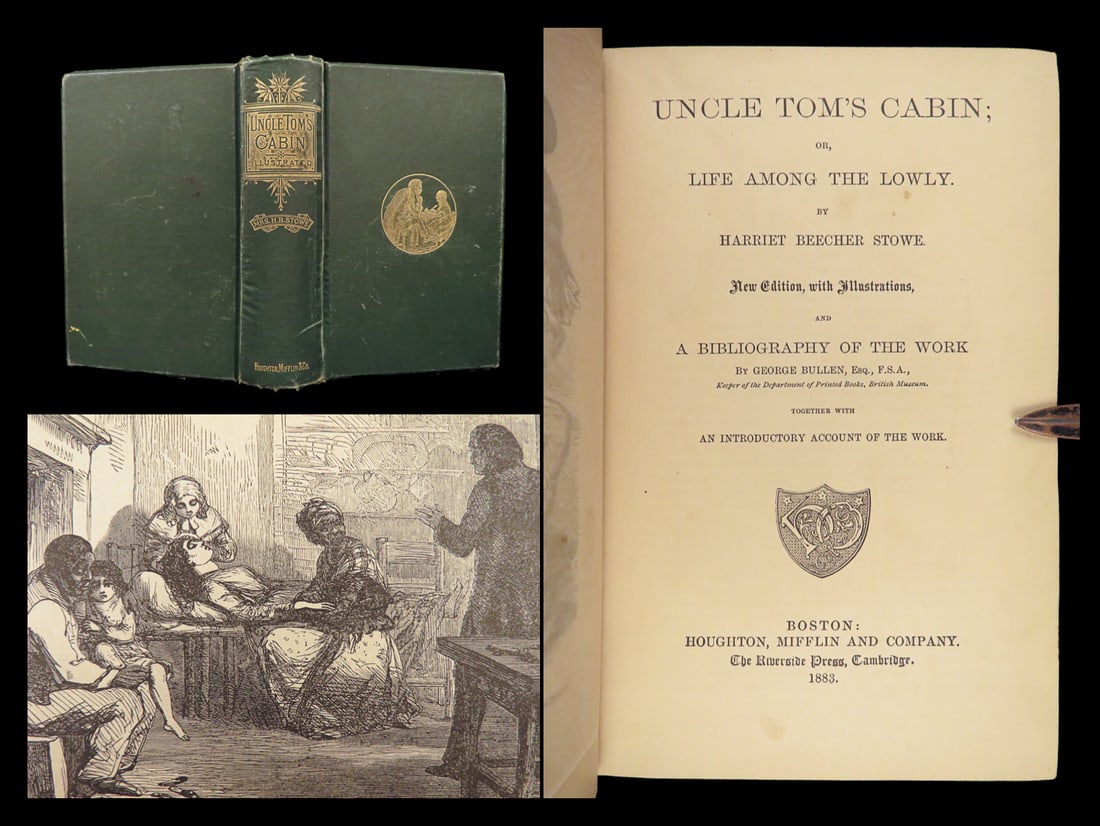 UNCLE TOM'S
CABIN
ILLUSTRATED
MRS. H.B. STOWE
HOUGHTON, MIFFLIN & CO.
UNCLE TOM'S CABIN;
OR,
LIFE AMONG THE LOWLY.
BY
HARRIET BEECHER STOWE.
New Edition, with Illustrations,
AND
A BIBLIOGRAPHY OF THE WORK
BY GEORGE BULLEN, ESQ., F.S.A.,
Keeper of the Department of Printed Books, British Museum.
TOGETHER WITH
AN INTRODUCTORY ACCOUNT OF THE WORK.
BOSTON:
HOUGHTON, MIFFLIN AND COMPANY.
The Riverside Press, Cambridge.
1883.